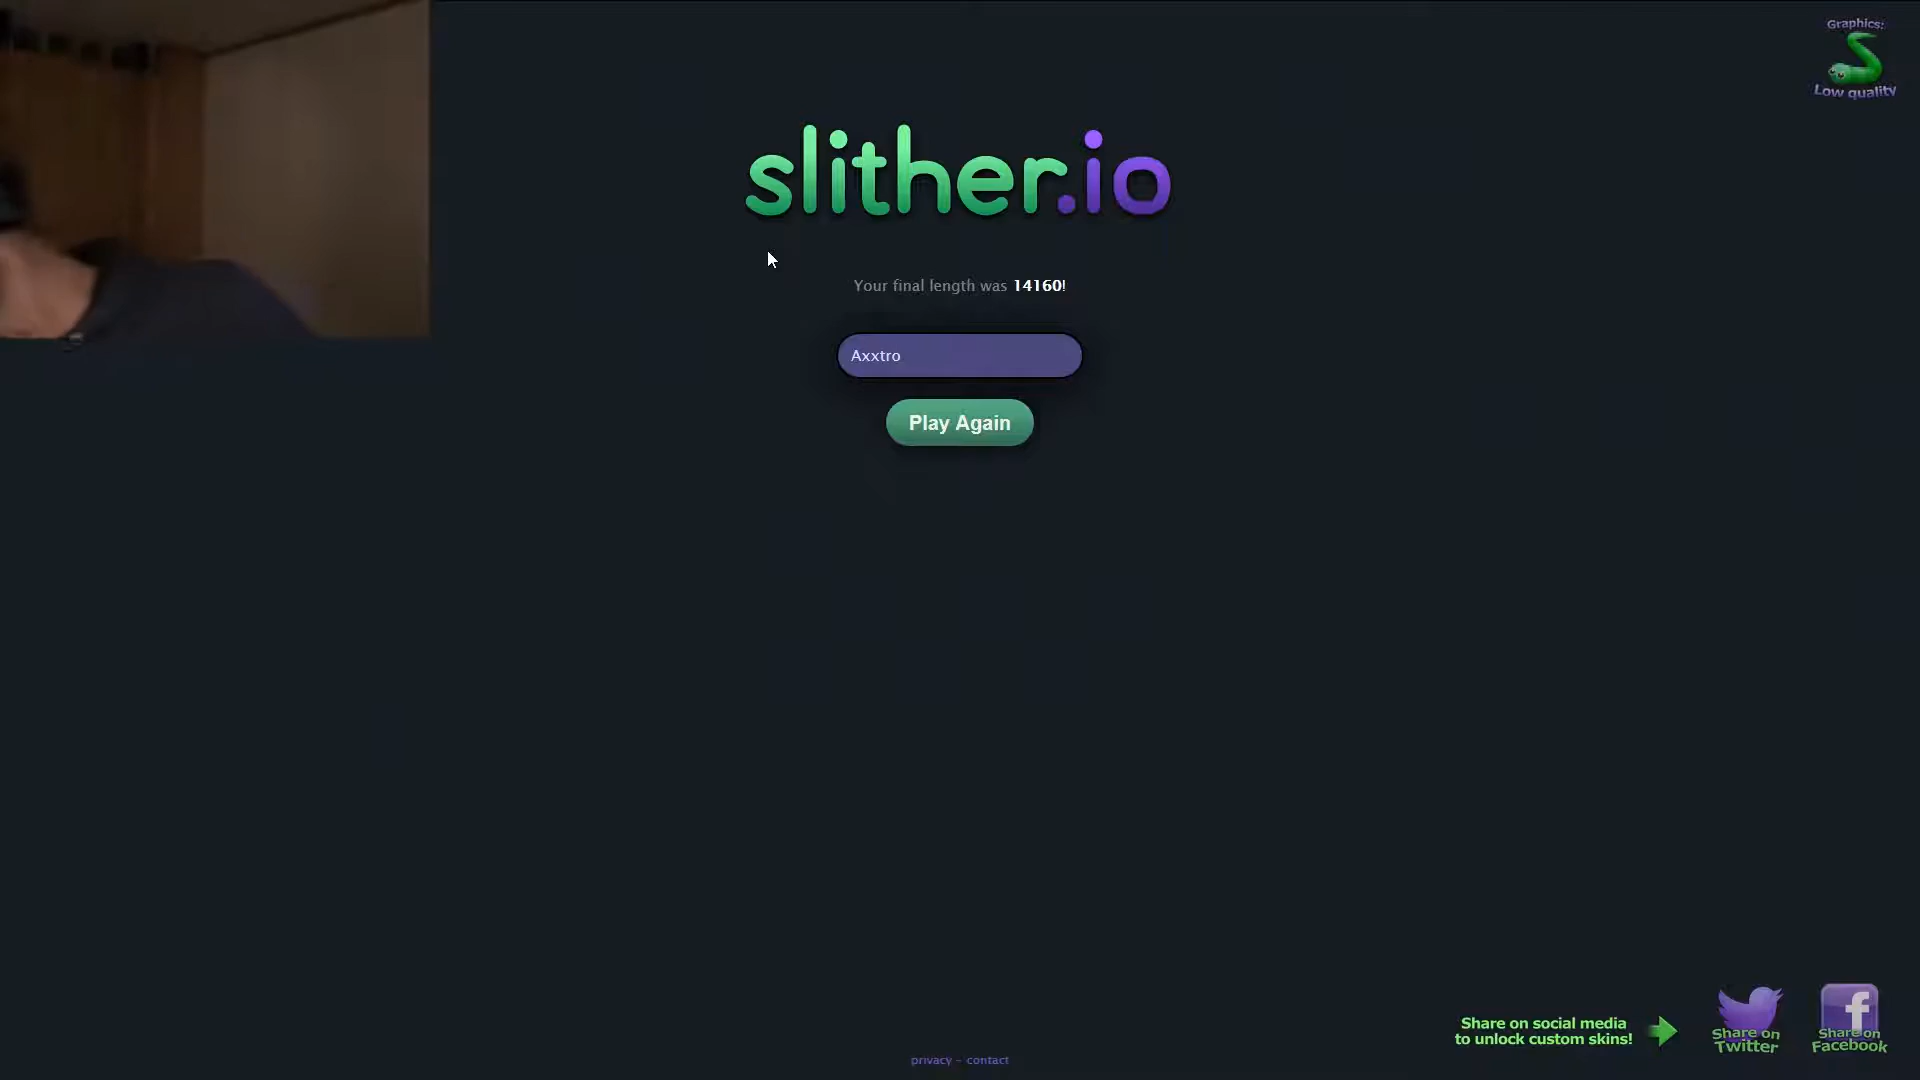 Graphics:
Low quality
slither.io
Your final length was 14160!
Axxtro
Play Again
Share on social media
to unlock custom skins!
Share on
Twitter
Share on
Facebook
privacy - contact